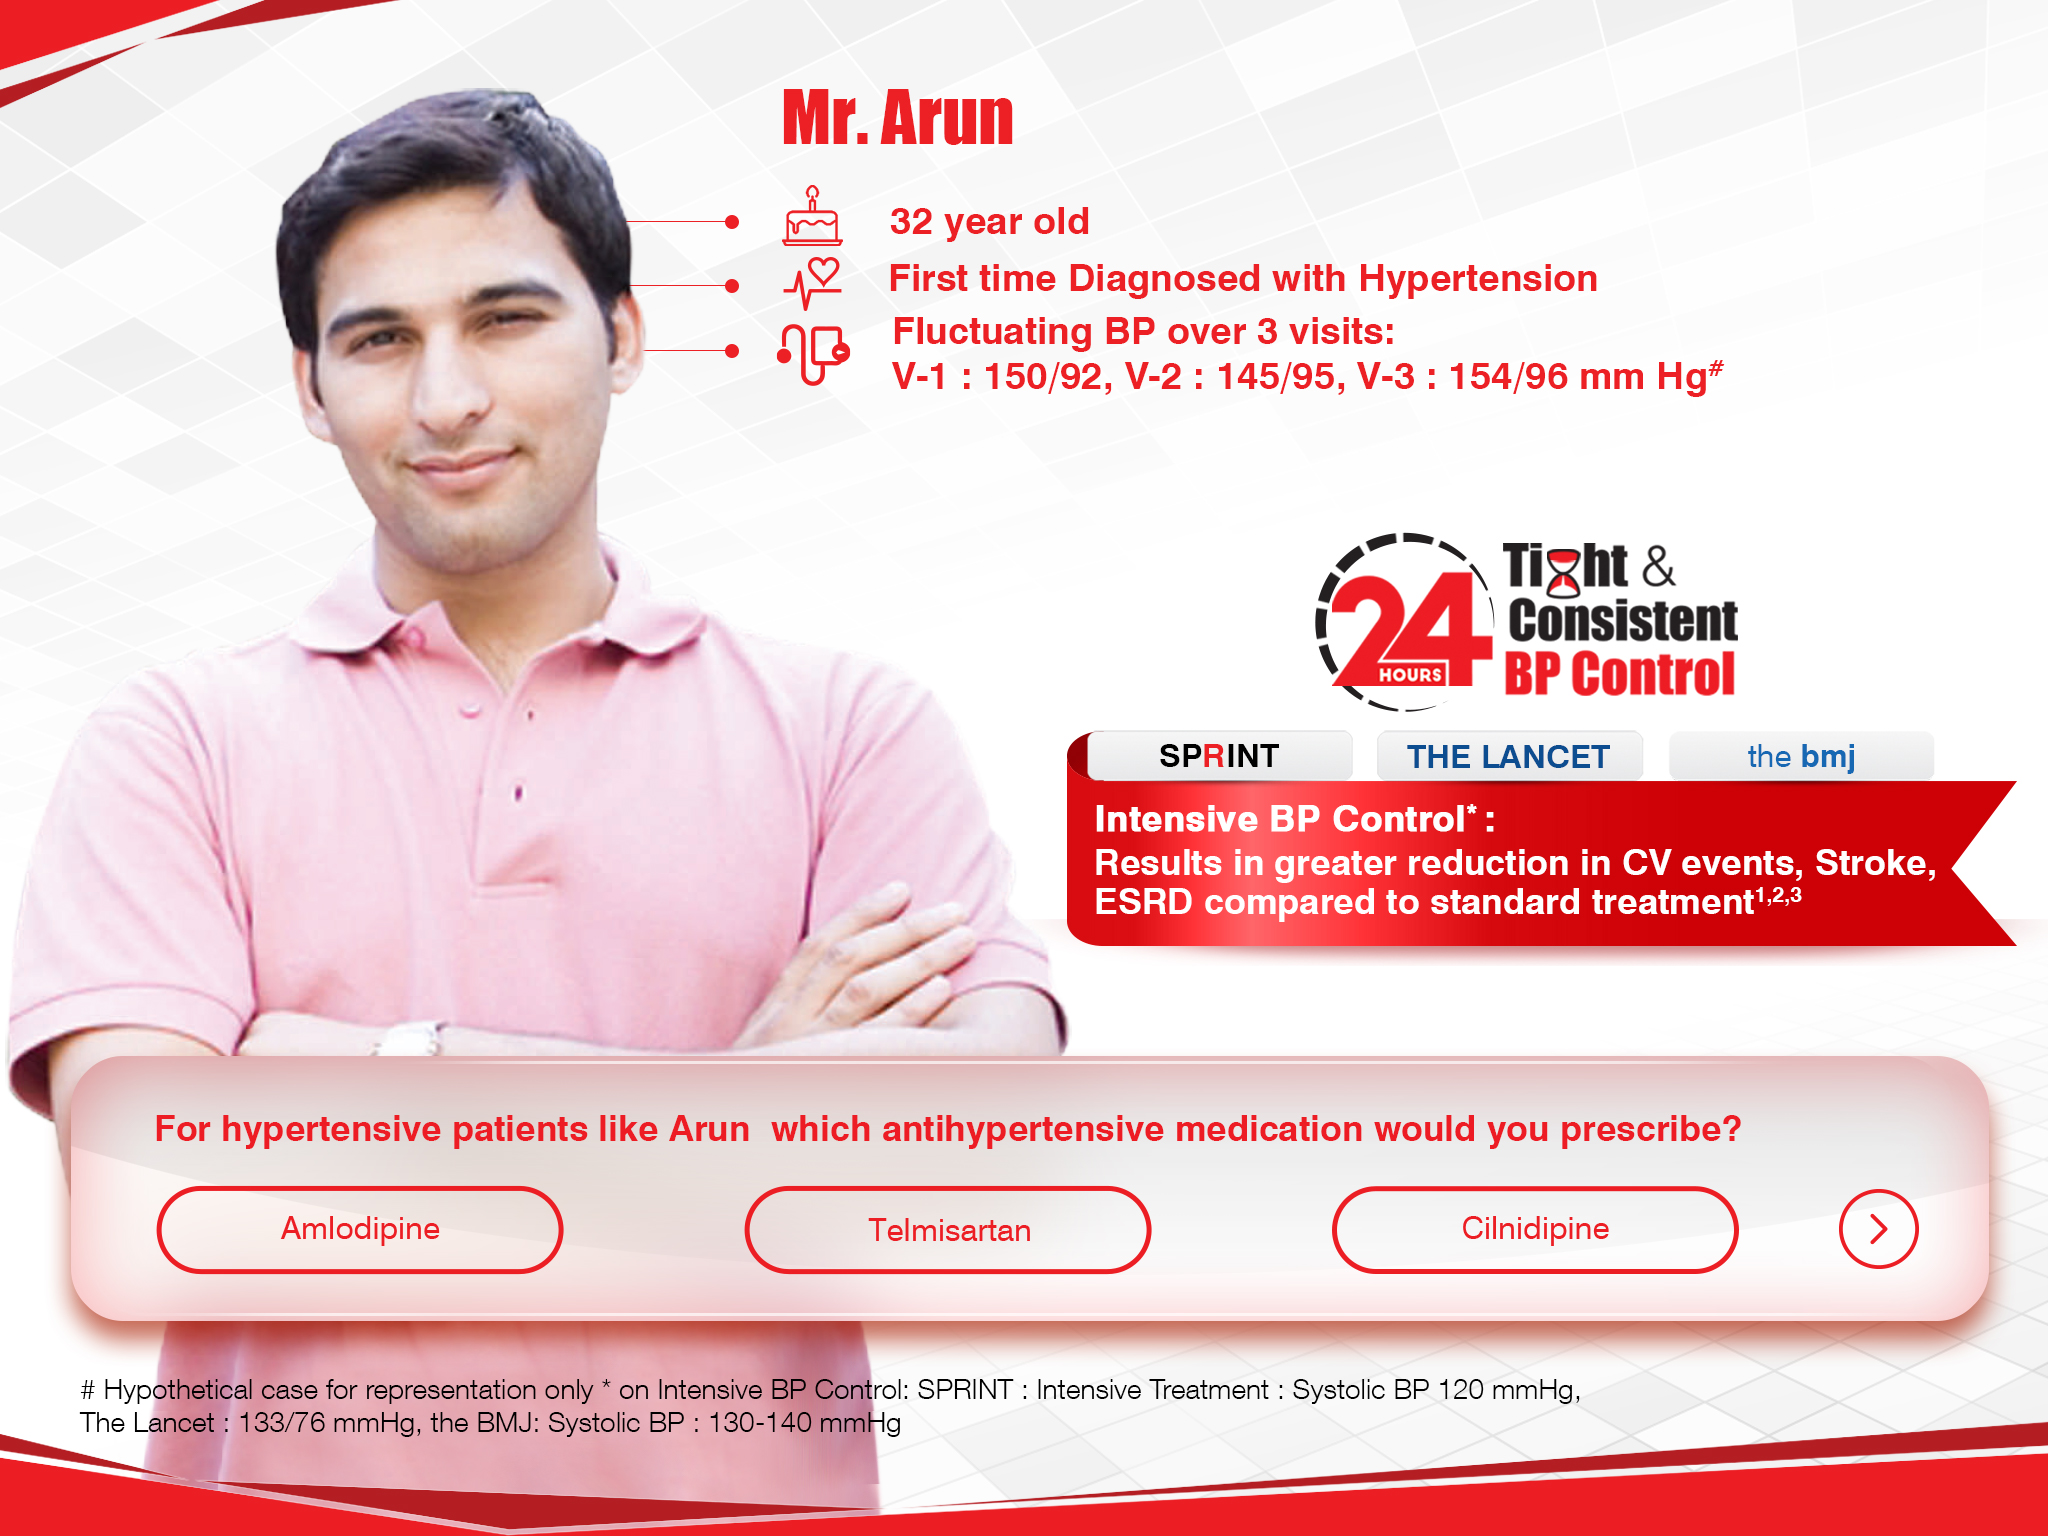 Mr. Arun
32 year old
First time Diagnosed with Hypertension
Fluctuating BP over 3 visits:
V-1 : 150/92, V-2 : 145/95, V-3 : 154/96 mm Hg#
24
HOURS
Tight &
Consistent
BP Control
SPRINT
THE LANCET
the bmj
Intensive BP Control* :
Results in greater reduction in CV events, Stroke,
ESRD compared to standard treatment1,2,3
For hypertensive patients like Arun  which antihypertensive medication would you prescribe?
Amlodipine
Telmisartan
Cilnidipine
# Hypothetical case for representation only * on Intensive BP Control: SPRINT : Intensive Treatment : Systolic BP 120 mmHg,
The Lancet : 133/76 mmHg, the BMJ: Systolic BP : 130-140 mmHg